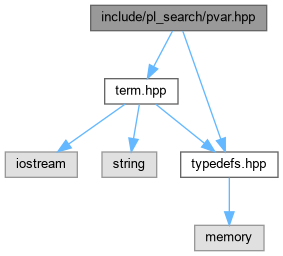 include/pl_search/pvar.hpp
term.hpp
iostream
string
typedefs.hpp
memory